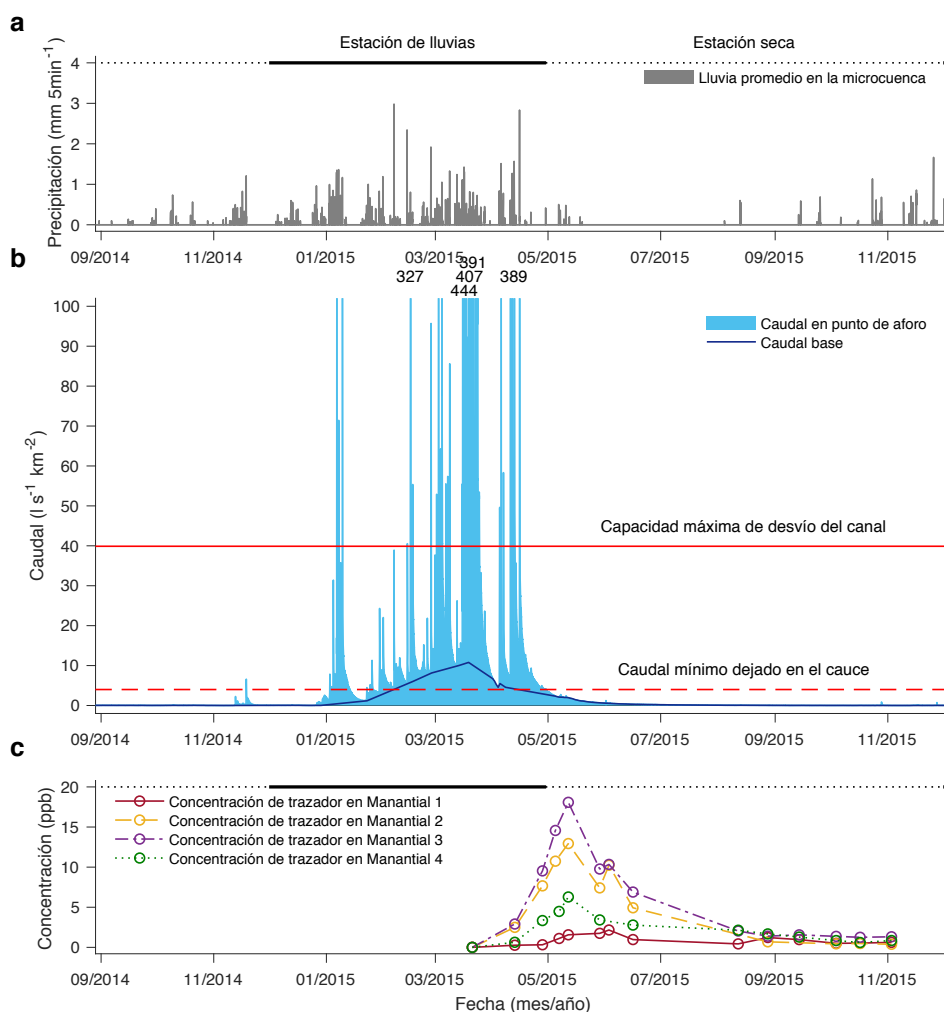 a
Estación de lluvias
Estación seca
Lluvia promedio en la microcuenca
Precipitación (mm 5min⁻¹)
4
3
2
1
0
09/2014 11/2014 01/2015 03/2015 05/2015 07/2015 09/2015 11/2015
b
391
327 407 389
444
Caudal en punto de aforo
Caudal base
Capacidad máxima de desvío del canal
Caudal mínimo dejado en el cauce
Caudal (l s⁻¹ km⁻²)
100
90
80
70
60
50
40
30
20
10
0
09/2014 11/2014 01/2015 03/2015 05/2015 07/2015 09/2015 11/2015
c
Concentración de trazador en Manantial 1
Concentración de trazador en Manantial 2
Concentración de trazador en Manantial 3
Concentración de trazador en Manantial 4
Concentración (ppb)
20
15
10
5
0
09/2014 11/2014 01/2015 03/2015 05/2015 07/2015 09/2015 11/2015
Fecha (mes/año)